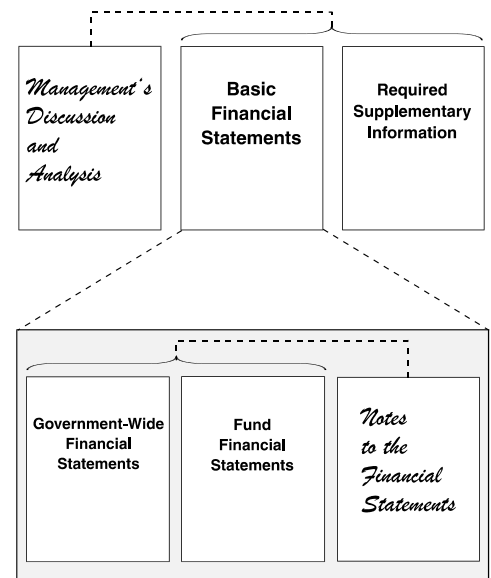 Management's
Discussion
and
Analysis
Basic
Financial
Statements
Required
Supplementary
Information
Government-Wide
Financial
Statements
Fund
Financial
Statements
Notes
to the
Financial
Statements